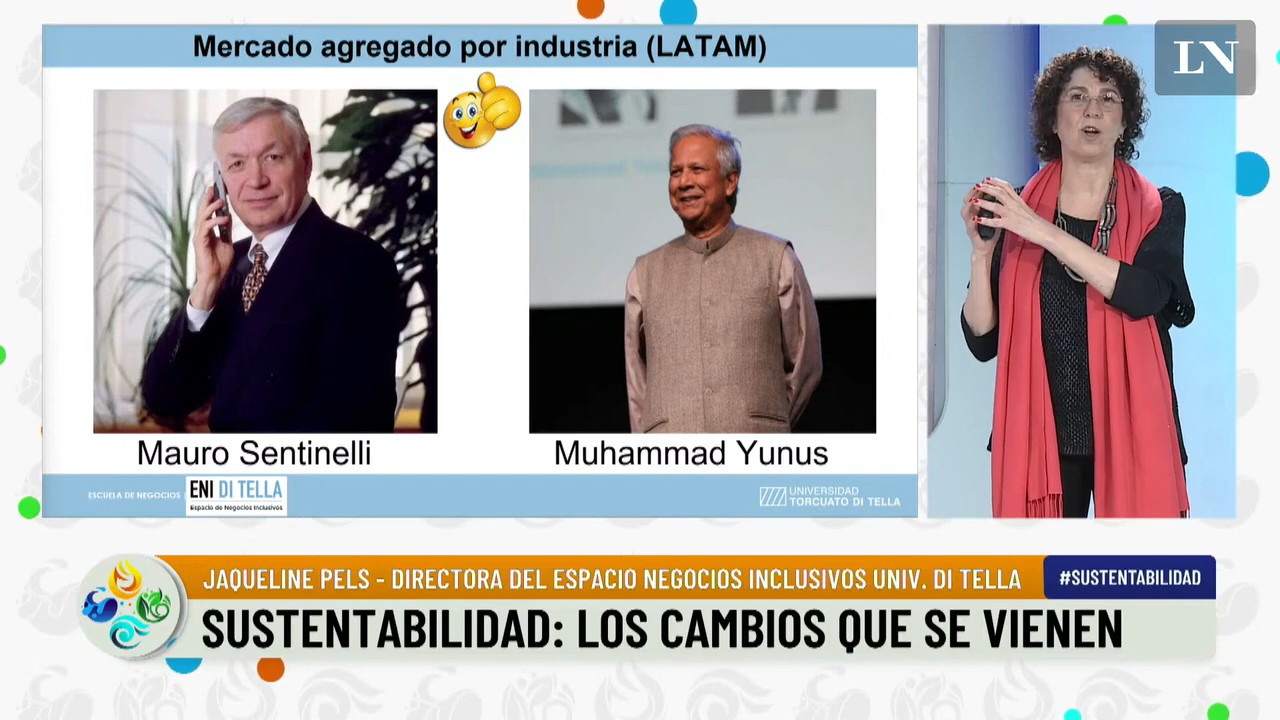 Mercado agregado por industria (LATAM)
LN
Mauro Sentinelli
Muhammad Yunus
ESCUELA DE NEGOCIOS
ENI DI TELLA
Espacio de Negocios Inclusivos
UNIVERSIDAD
TORCUATO DI TELLA
JAQUELINE PELS - DIRECTORA DEL ESPACIO NEGOCIOS INCLUSIVOS UNIV. DI TELLA
#SUSTENTABILIDAD
SUSTENTABILIDAD: LOS CAMBIOS QUE SE VIENEN